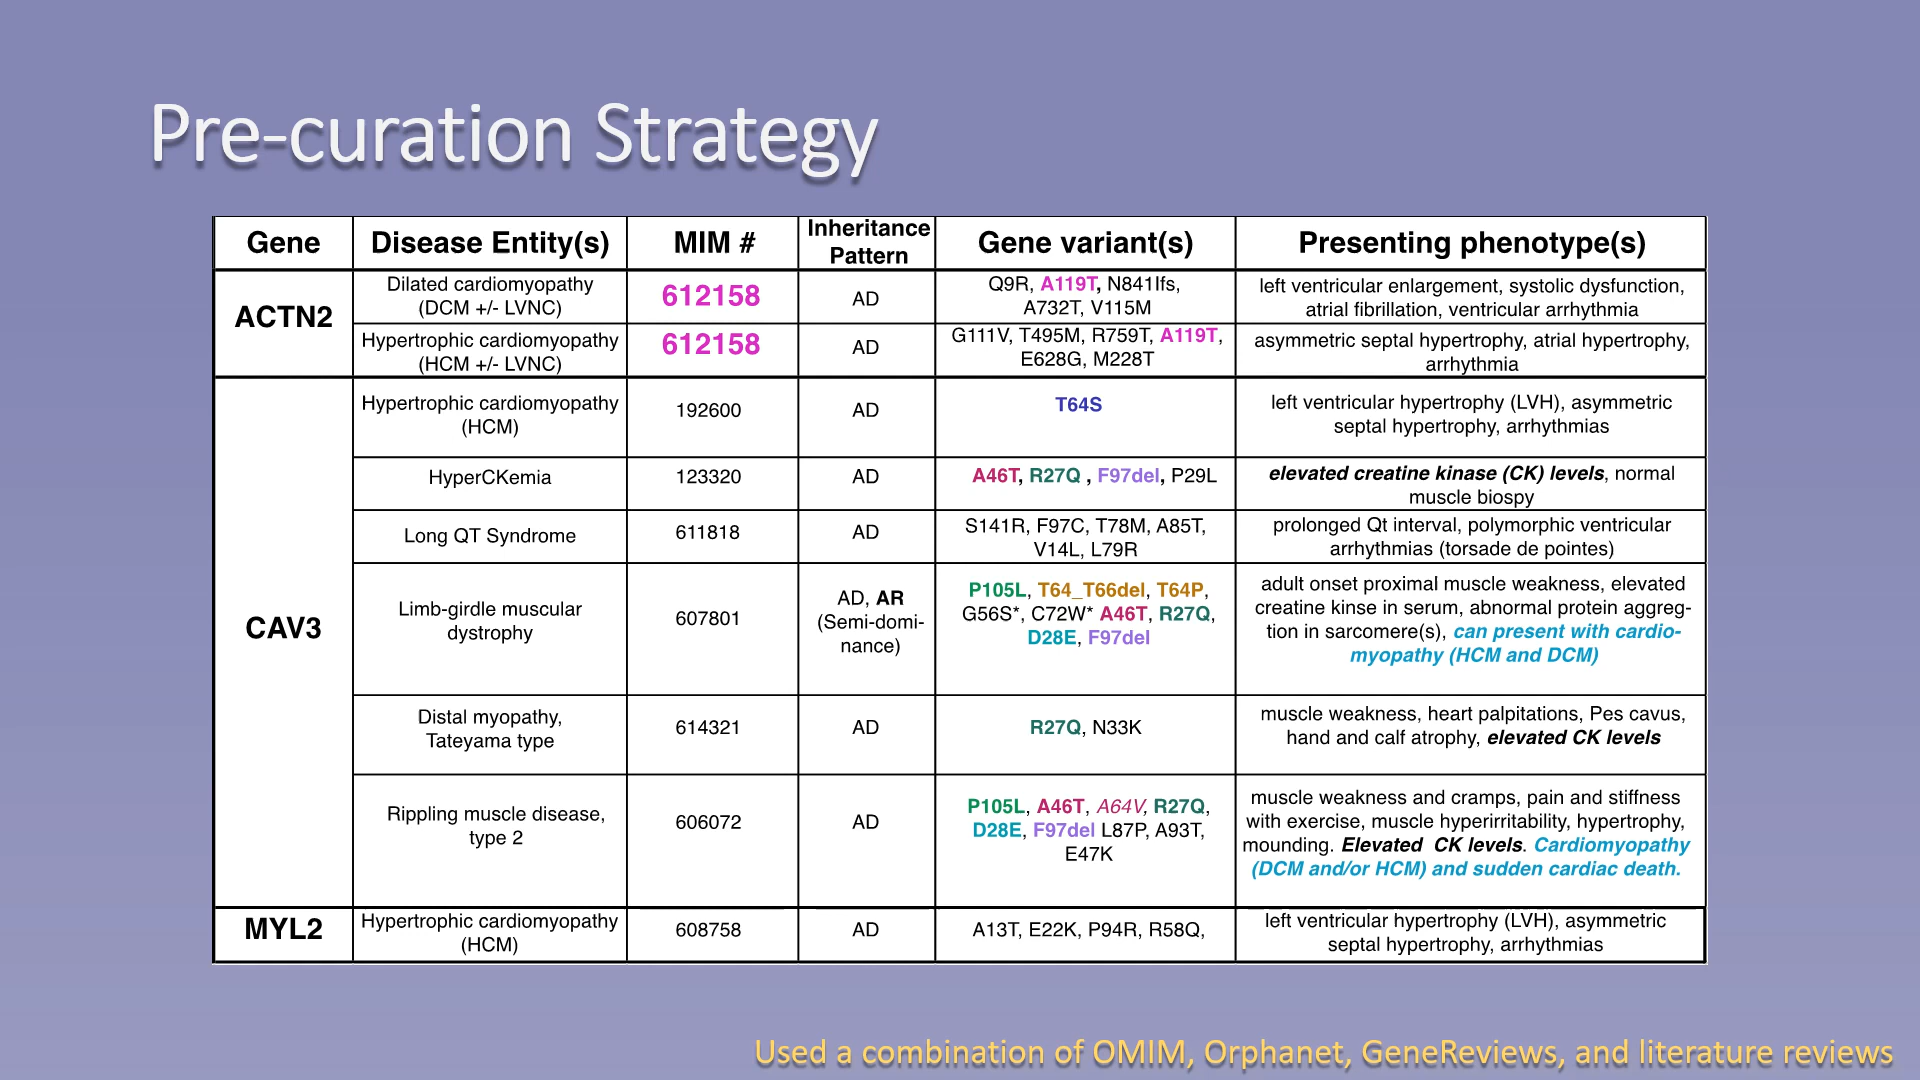 Pre-curation Strategy
Gene
Disease Entity(s)
MIM #
Inheritance
Pattern
Gene variant(s)
Presenting phenotype(s)
ACTN2
Dilated cardiomyopathy
(DCM +/- LVNC)
612158
AD
Q9R, A119T, N841lfs,
A732T, V115M
left ventricular enlargement, systolic dysfunction,
atrial fibrillation, ventricular arrhythmia
Hypertrophic cardiomyopathy
(HCM +/- LVNC)
612158
AD
G111V, T495M, R759T, A119T,
E628G, M228T
asymmetric septal hypertrophy, atrial hypertrophy,
arrhythmia
CAV3
Hypertrophic cardiomyopathy
(HCM)
192600
AD
T64S
left ventricular hypertrophy (LVH), asymmetric
septal hypertrophy, arrhythmias
HyperCKemia
123320
AD
A46T, R27Q , F97del, P29L
elevated creatine kinase (CK) levels, normal
muscle biospy
Long QT Syndrome
611818
AD
S141R, F97C, T78M, A85T,
V14L, L79R
prolonged Qt interval, polymorphic ventricular
arrhythmias (torsade de pointes)
Limb-girdle muscular
dystrophy
607801
AD, AR
(Semi-domi-
nance)
P105L, T64_T66del, T64P,
G56S*, C72W* A46T, R27Q,
D28E, F97del
adult onset proximal muscle weakness, elevated
creatine kinse in serum, abnormal protein aggreg-
tion in sarcomere(s), can present with cardio-
myopathy (HCM and DCM)
Distal myopathy,
Tateyama type
614321
AD
R27Q, N33K
muscle weakness, heart palpitations, Pes cavus,
hand and calf atrophy, elevated CK levels
Rippling muscle disease,
type 2
606072
AD
P105L, A46T, A64V, R27Q,
D28E, F97del L87P, A93T,
E47K
muscle weakness and cramps, pain and stiffness
with exercise, muscle hyperirritability, hypertrophy,
mounding. Elevated CK levels. Cardiomyopathy
(DCM and/or HCM) and sudden cardiac death.
MYL2
Hypertrophic cardiomyopathy
(HCM)
608758
AD
A13T, E22K, P94R, R58Q,
left ventricular hypertrophy (LVH), asymmetric
septal hypertrophy, arrhythmias
Used a combination of OMIM, Orphanet, GeneReviews, and literature reviews